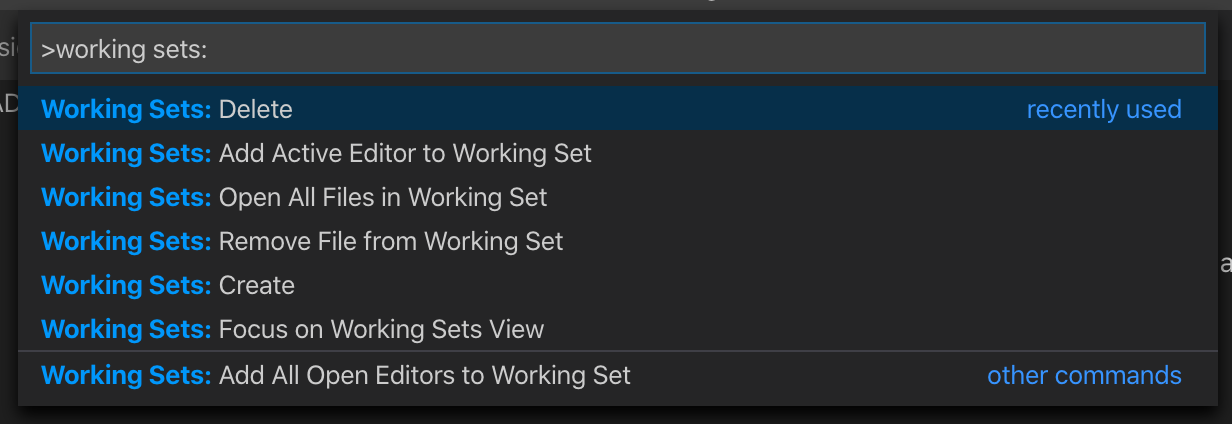 >working sets:
Working Sets: Delete recently used
Working Sets: Add Active Editor to Working Set
Working Sets: Open All Files in Working Set
Working Sets: Remove File from Working Set
Working Sets: Create
Working Sets: Focus on Working Sets View
Working Sets: Add All Open Editors to Working Set other commands